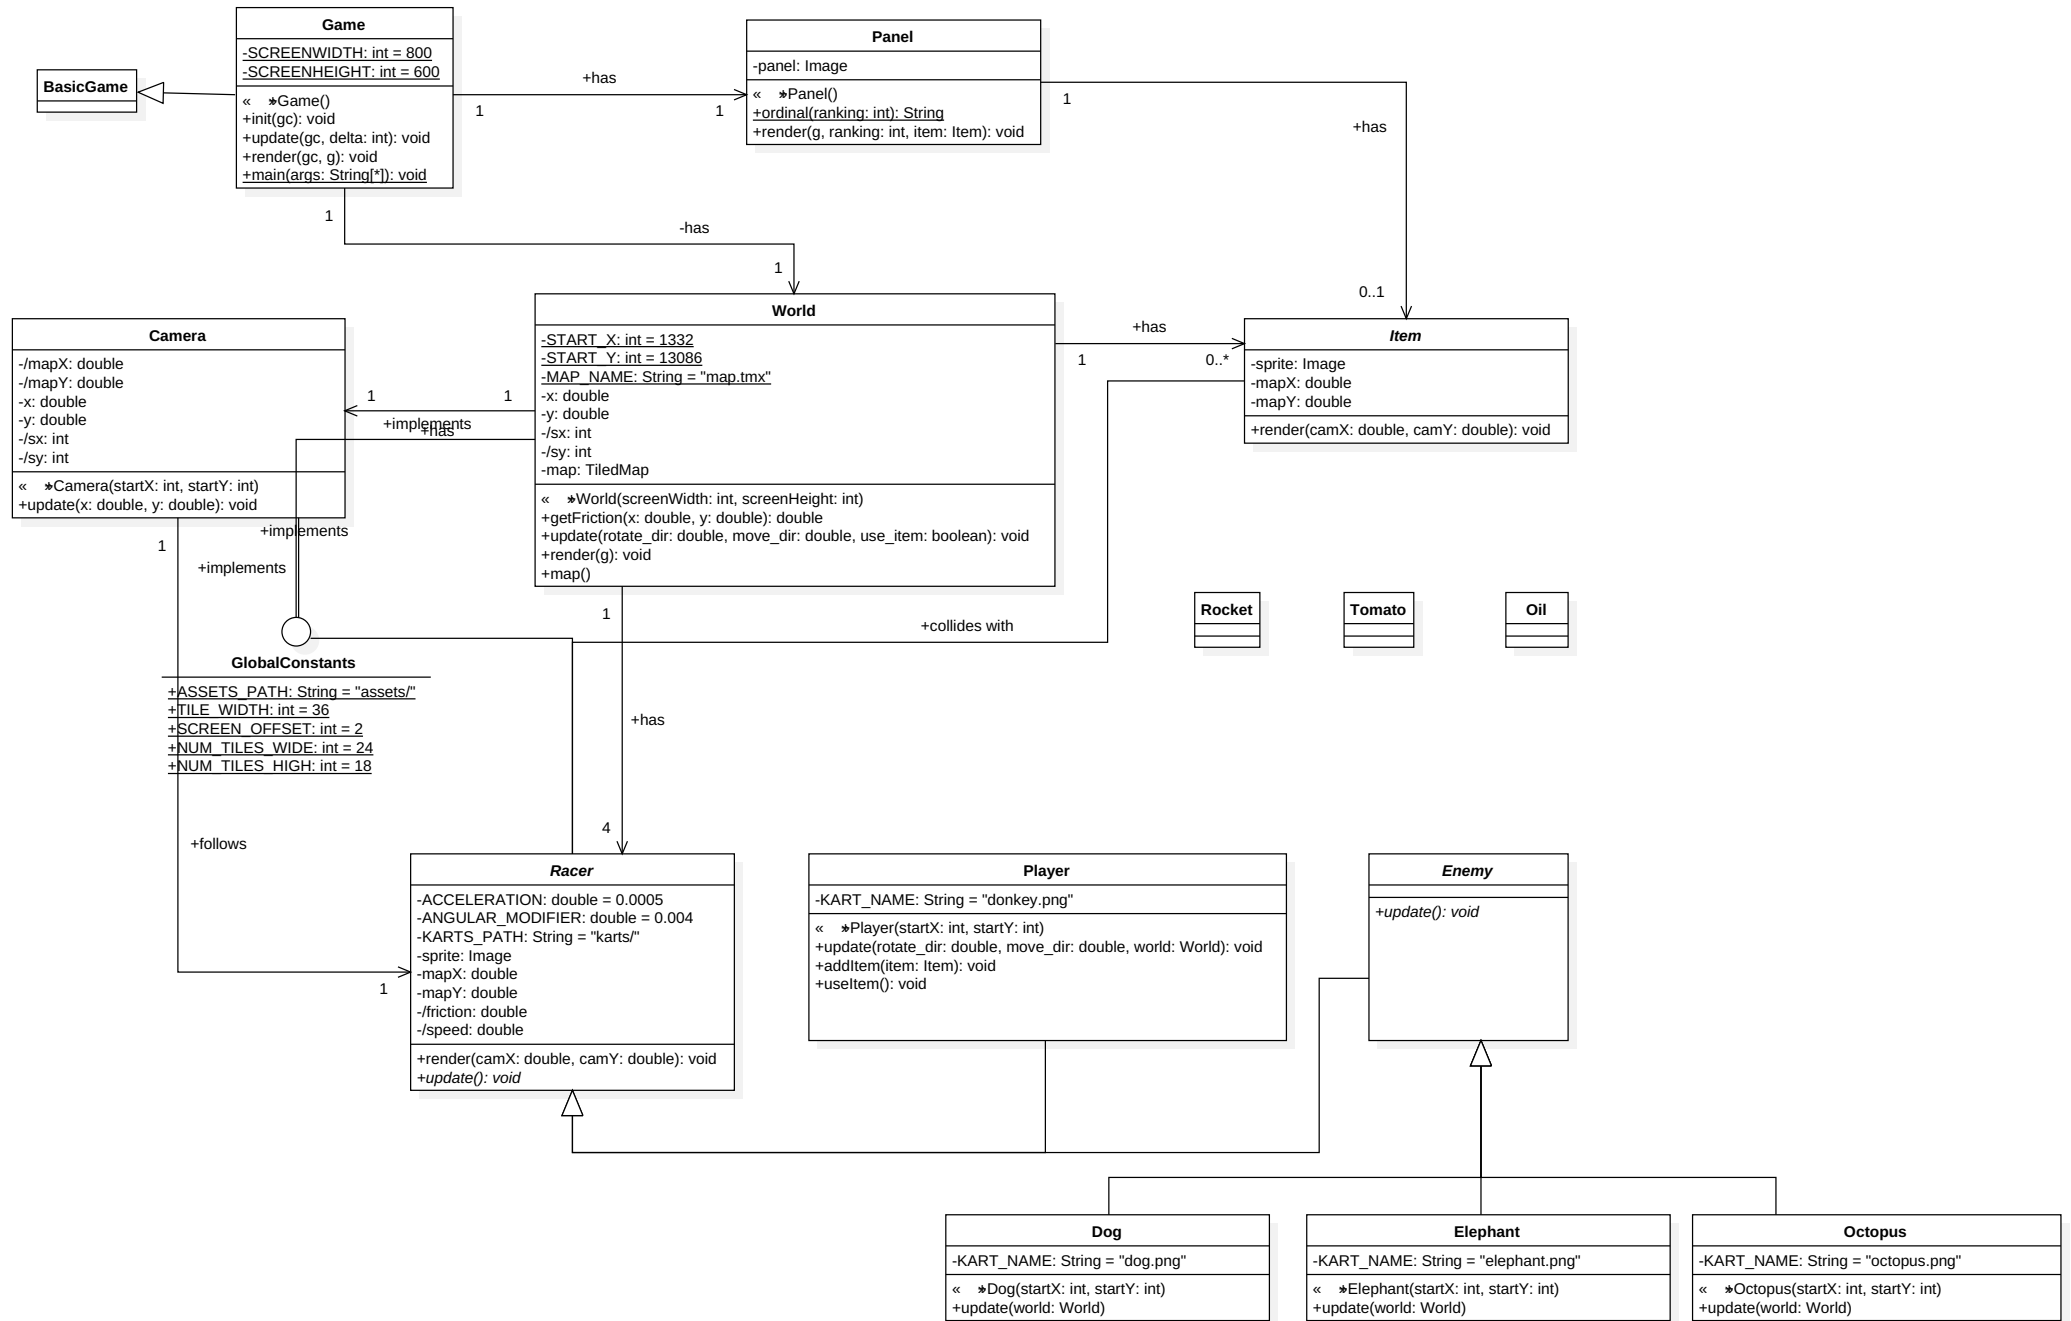 Game
-SCREENWIDTH: int = 800
-SCREENHEIGHT: int = 600
«    »Game()
+init(gc): void
+update(gc, delta: int): void
+render(gc, g): void
+main(args: String[*]): void
BasicGame
+has
1
1
Panel
-panel: Image
«    »Panel()
+ordinal(ranking: int): String
+render(g, ranking: int, item: Item): void
1
+has
0..1
1
-has
1
Camera
-/mapX: double
-/mapY: double
-x: double
-y: double
-/sx: int
-/sy: int
«    »Camera(startX: int, startY: int)
+update(x: double, y: double): void
1
1
+implements
+has
World
-START_X: int = 1332
-START_Y: int = 13086
-MAP_NAME: String = "map.tmx"
-x: double
-y: double
-/sx: int
-/sy: int
-map: TiledMap
«    »World(screenWidth: int, screenHeight: int)
+getFriction(x: double, y: double): double
+update(rotate_dir: double, move_dir: double, use_item: boolean): void
+render(g): void
+map()
+has
1
0..*
Item
-sprite: Image
-mapX: double
-mapY: double
+render(camX: double, camY: double): void
+implements
1
+implements
GlobalConstants
+ASSETS_PATH: String = "assets/"
+TILE_WIDTH: int = 36
+SCREEN_OFFSET: int = 2
+NUM_TILES_WIDE: int = 24
+NUM_TILES_HIGH: int = 18
+follows
1
1
+has
4
+collides with
Rocket
Tomato
Oil
Racer
-ACCELERATION: double = 0.0005
-ANGULAR_MODIFIER: double = 0.004
-KARTS_PATH: String = "karts/"
-sprite: Image
-mapX: double
-mapY: double
-/friction: double
-/speed: double
+render(camX: double, camY: double): void
+update(): void
Player
-KART_NAME: String = "donkey.png"
«    »Player(startX: int, startY: int)
+update(rotate_dir: double, move_dir: double, world: World): void
+addItem(item: Item): void
+useItem(): void
Enemy
+update(): void
Dog
-KART_NAME: String = "dog.png"
«    »Dog(startX: int, startY: int)
+update(world: World)
Elephant
-KART_NAME: String = "elephant.png"
«    »Elephant(startX: int, startY: int)
+update(world: World)
Octopus
-KART_NAME: String = "octopus.png"
«    »Octopus(startX: int, startY: int)
+update(world: World)